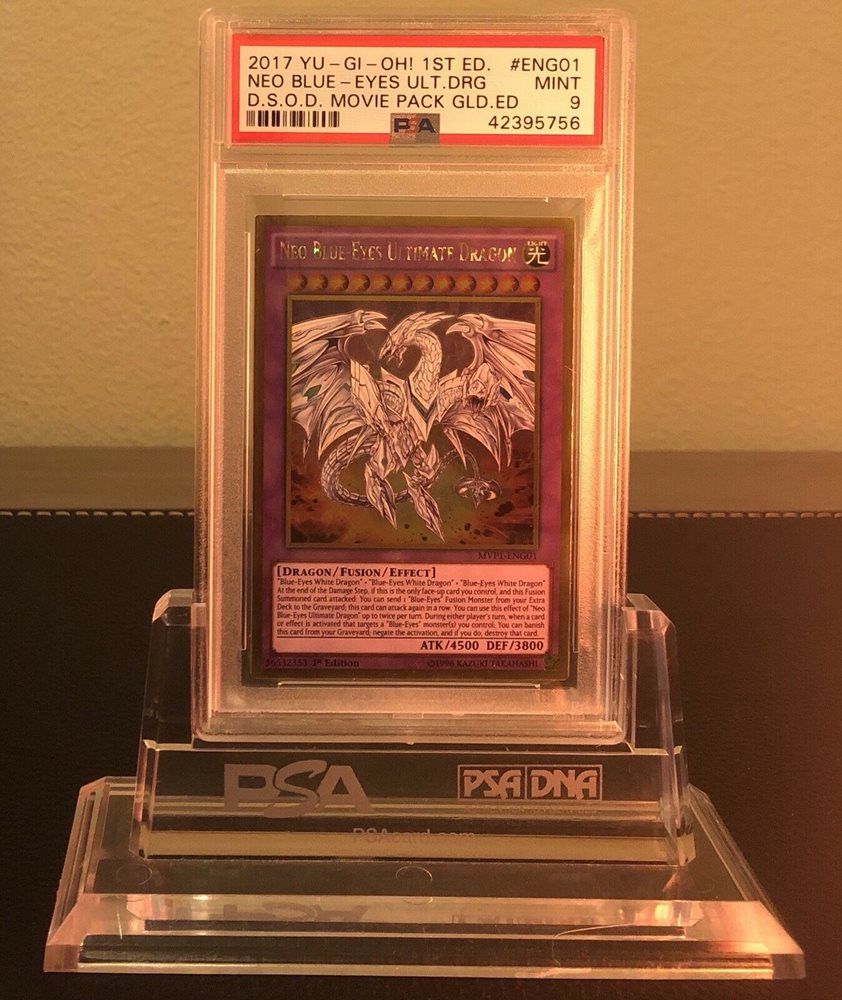 2017 YU-GI-OH! 1ST ED. #ENG01
NEO BLUE-EYES ULT.DRG MINT
D.S.O.D. MOVIE PACK GLD.ED 9
PSA 42395756
NEO BLUE-EYES ULTIMATE DRAGON
LIGHT
光
MVP1-ENG01
[DRAGON/FUSION/EFFECT]
"Blue-Eyes White Dragon" + "Blue-Eyes White Dragon" + "Blue-Eyes White Dragon"
At the end of the Damage Step, if this is the only face-up card you control, and this Fusion
Summoned card attacked: You can send 1 "Blue-Eyes" Fusion Monster from your Extra
Deck to the Graveyard; this card can attack again in a row. You can use this effect of "Neo
Blue-Eyes Ultimate Dragon" up to twice per turn. During either player's turn, when a card
or effect is activated that targets a "Blue-Eyes" monster(s) you control: You can banish
this card from your Graveyard; negate the activation, and if you do, destroy that card.
ATK/4500 DEF/3800
56532353 1st Edition ©1996 KAZUKI TAKAHASHI
PSA PSA DNA
PSAcard.com